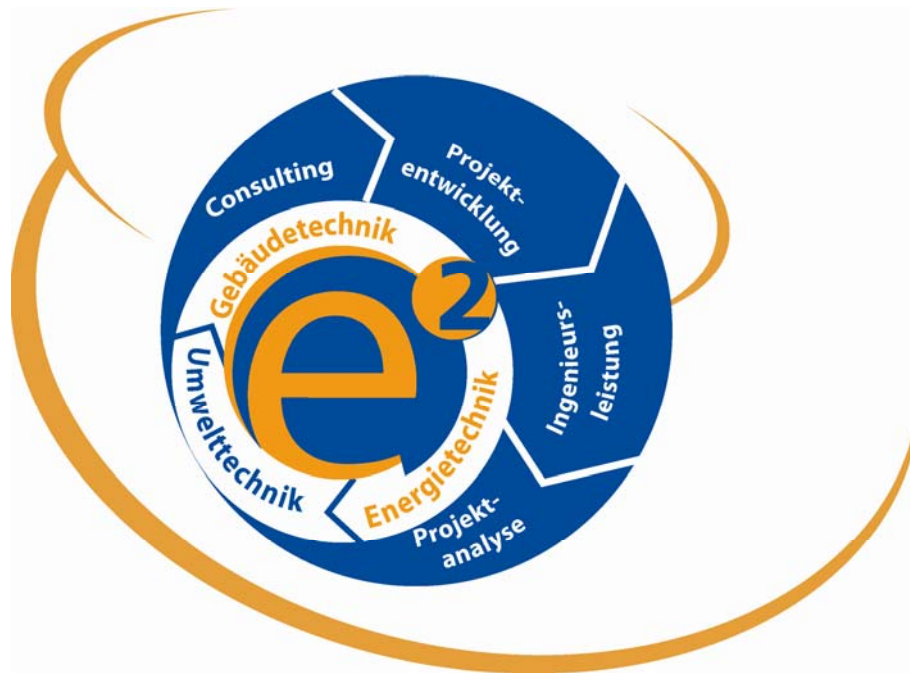 Consulting
Projekt-
entwicklung
Ingenieurs-
leistung
Projekt-
analyse
Gebäudetechnik
Energietechnik
Umwelttechnik
e²